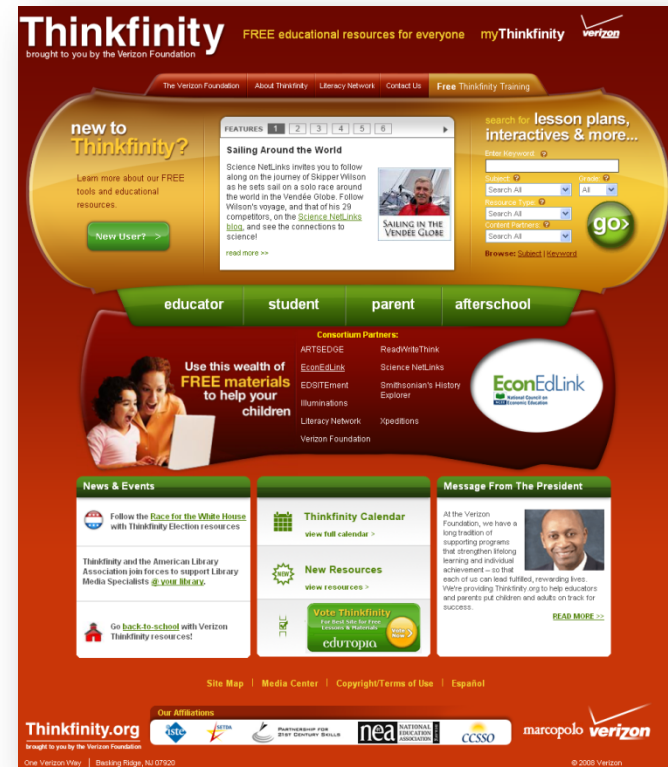 Thinkfinity
brought to you by the Verizon Foundation
FREE educational resources for everyone
myThinkfinity
verizon
The Verizon Foundation
About Thinkfinity
Literacy Network
Contact Us
Free Thinkfinity Training
new to
Thinkfinity?
Learn more about our FREE
tools and educational
resources.
New User? >
FEATURES 1 2 3 4 5 6
Sailing Around the World
Science NetLinks invites you to follow
along on the journey of Skipper Wilson
as he sets sail on a solo race around
the world in the Vendée Globe. Follow
Wilson's voyage, and that of his 29
competitors, on the Science NetLinks
blog, and see the connections to
science!
read more >>
SAILING IN THE
VENDÉE GLOBE
search for lesson plans,
interactives & more...
Enter Keyword: ?
Subject: ? Grade: ?
Search All All
Resource Type: ?
Search All
Content Partners: ?
Search All
go>
Browse: Subject | Keyword
educator
student
parent
afterschool
Use this wealth of
FREE materials
to help your
children
Consortium Partners:
ARTSEDGE
EconEdLink
EDSITEment
Illuminations
Literacy Network
Verizon Foundation
ReadWriteThink
Science NetLinks
Smithsonian's History
Explorer
Xpeditions
EconEdLink
National Council on
Economic Education
News & Events
Follow the Race for the White House
with Thinkfinity Election resources
Thinkfinity and the American Library
Association join forces to support Library
Media Specialists @ your library.
Go back-to-school with Verizon
Thinkfinity resources!
Thinkfinity Calendar
view full calendar >
NEW
New Resources
view resources >
Vote Thinkfinity
For Best Site for Free
Lessons & Materials
Vote
Now
edutopia
Message From The President
At the Verizon
Foundation, we have a
long tradition of
supporting programs
that strengthen lifelong
learning and individual
achievement – so that
each of us can lead fulfilled, rewarding lives.
We're providing Thinkfinity.org to help educators
and parents put children and adults on track for
success.
READ MORE >>
Site Map | Media Center | Copyright/Terms of Use | Español
Our Affiliations
Thinkfinity.org
brought to you by the Verizon Foundation
iste
SETDA
PARTNERSHIP FOR
21ST CENTURY SKILLS
nea NATIONAL
EDUCATION
ASSOCIATION
CCSSO
marcopolo
verizon
One Verizon Way | Basking Ridge, NJ 07920
© 2008 Verizon